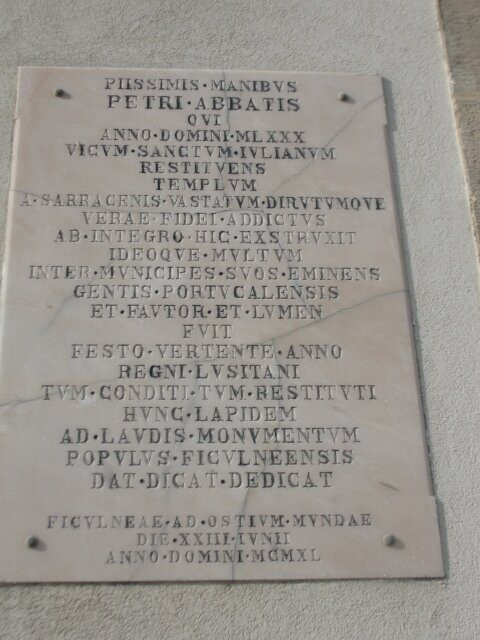 PIISSIMIS·MANIBVS
PETRI·ABBATIS
QVI
ANNO·DOMINI·MLXXX
VICVM·SANCTVM·IVLIANVM
RESTITVENS
TEMPLVM
A·SARRACENIS·VASTATVM·DIRVTVMQVE
VERAE·FIDEI·ADDICTVS
AB·INTEGRO·HIC·EXSTRVXIT
IDEOQVE·MVLTVM
INTER·MVNICIPES·SVOS·EMINENS
GENTIS·PORTVCALENSIS
ET·FAVTOR·ET·LVMEN
FVIT
FESTO·VERTENTE·ANNO
REGNI·LVSITANI
TVM·CONDITI·TVM·RESTITVTI
HVNC·LAPIDEM
AD·LAVDIS·MONVMENTVM
POPVLVS·FICVLNEENSIS
DAT·DICAT·DEDICAT
FICVLNEAE·AD·OSTIVM·MVNDAE
DIE·XXIII·IVNII
ANNO·DOMINI·MCMXL